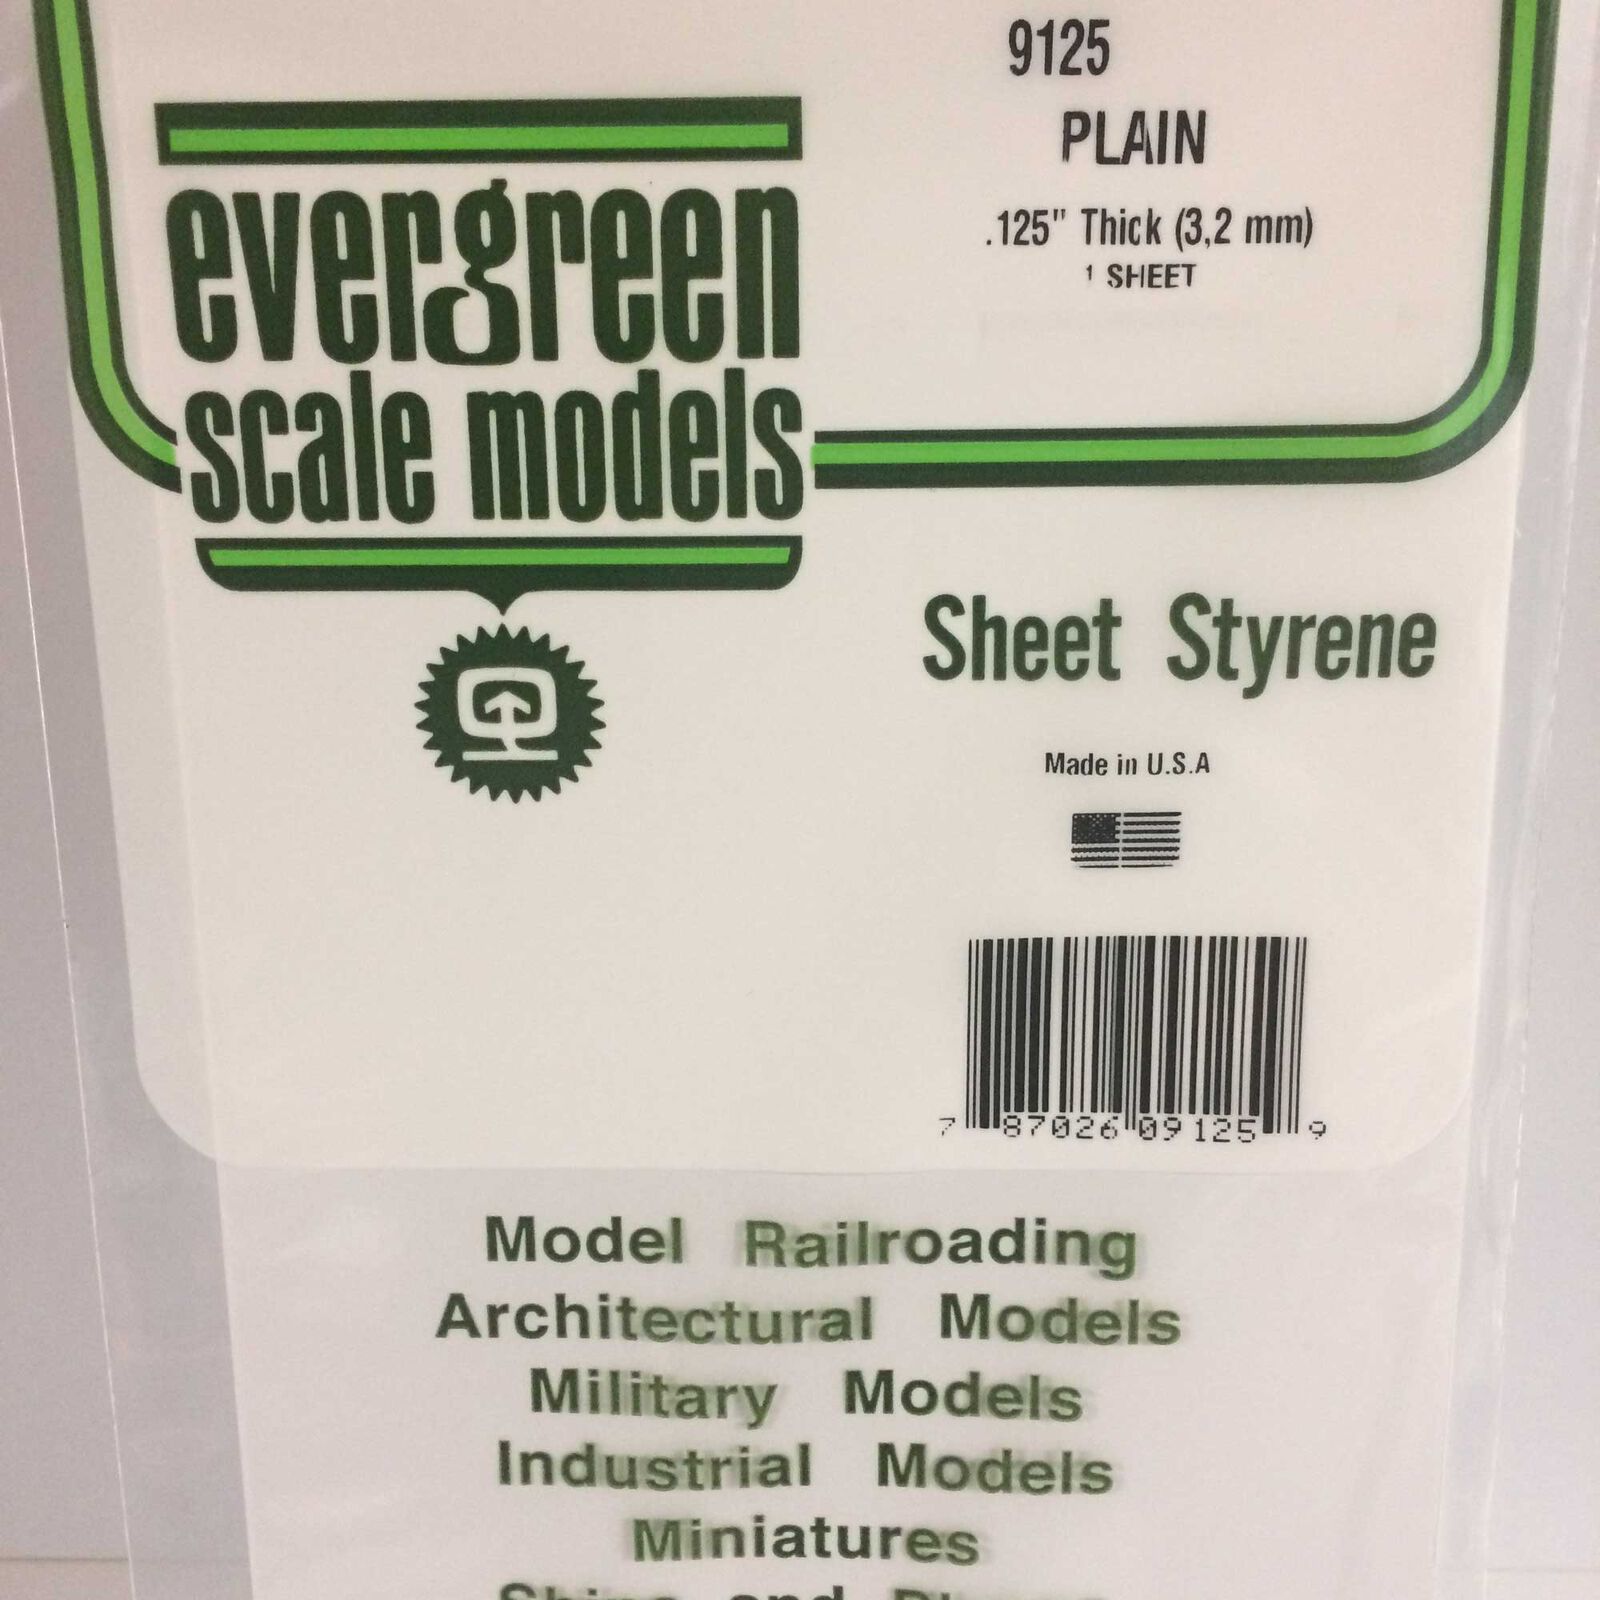 9125
PLAIN
.125" Thick (3,2 mm)
1 SHEET
evergreen
scale models
Sheet Styrene
Made in U.S.A
7 87026 09125 9
Model Railroading
Architectural Models
Military Models
Industrial Models
Miniatures
and